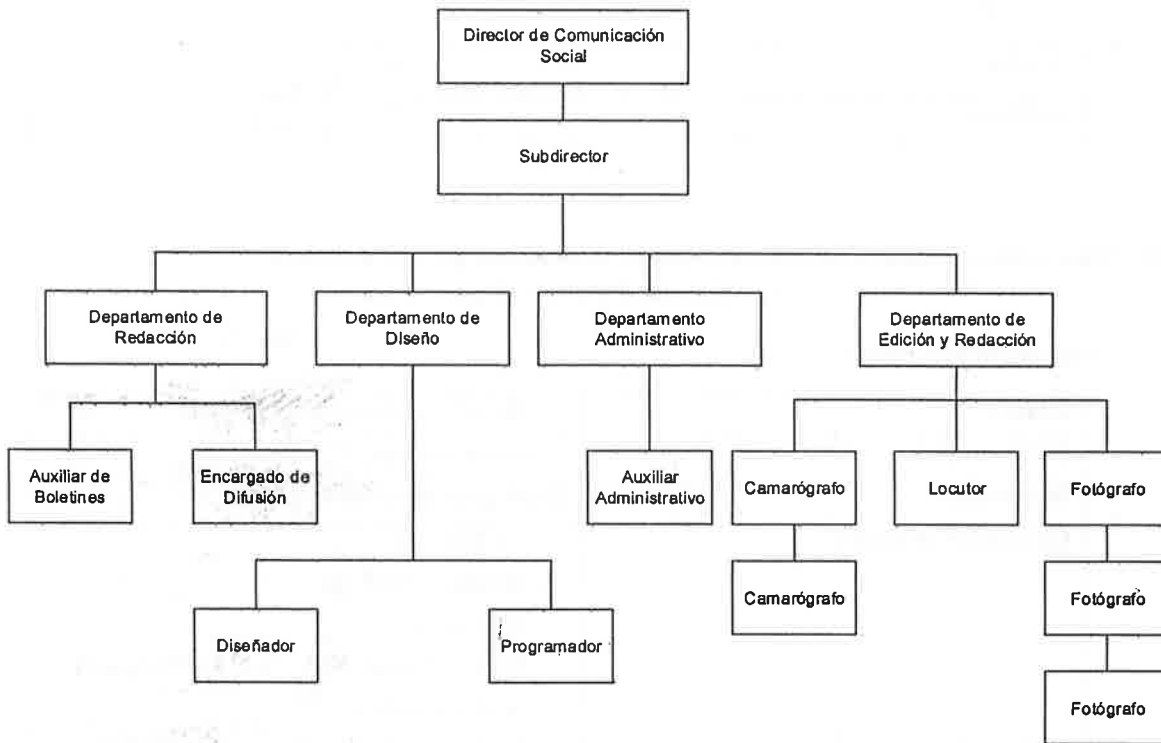 Director de Comunicación
Social
Subdirector
Departamento de
Redacción
Departamento de
Diseño
Departamento
Administrativo
Departamento de
Edición y Redacción
Auxiliar de
Boletines
Encargado de
Difusión
Auxiliar
Administrativo
Camarógrafo
Locutor
Fotógrafo
Camarógrafo
Fotógrafo
Diseñador
Programador
Fotógrafo